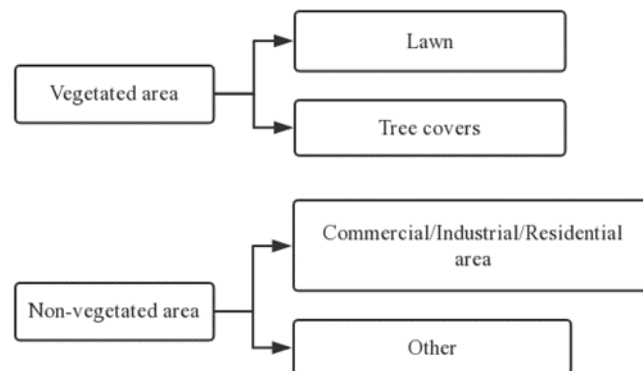 Lawn
Vegetated area
Tree covers
Commercial/Industrial/Residential
area
Non-vegetated area
Other